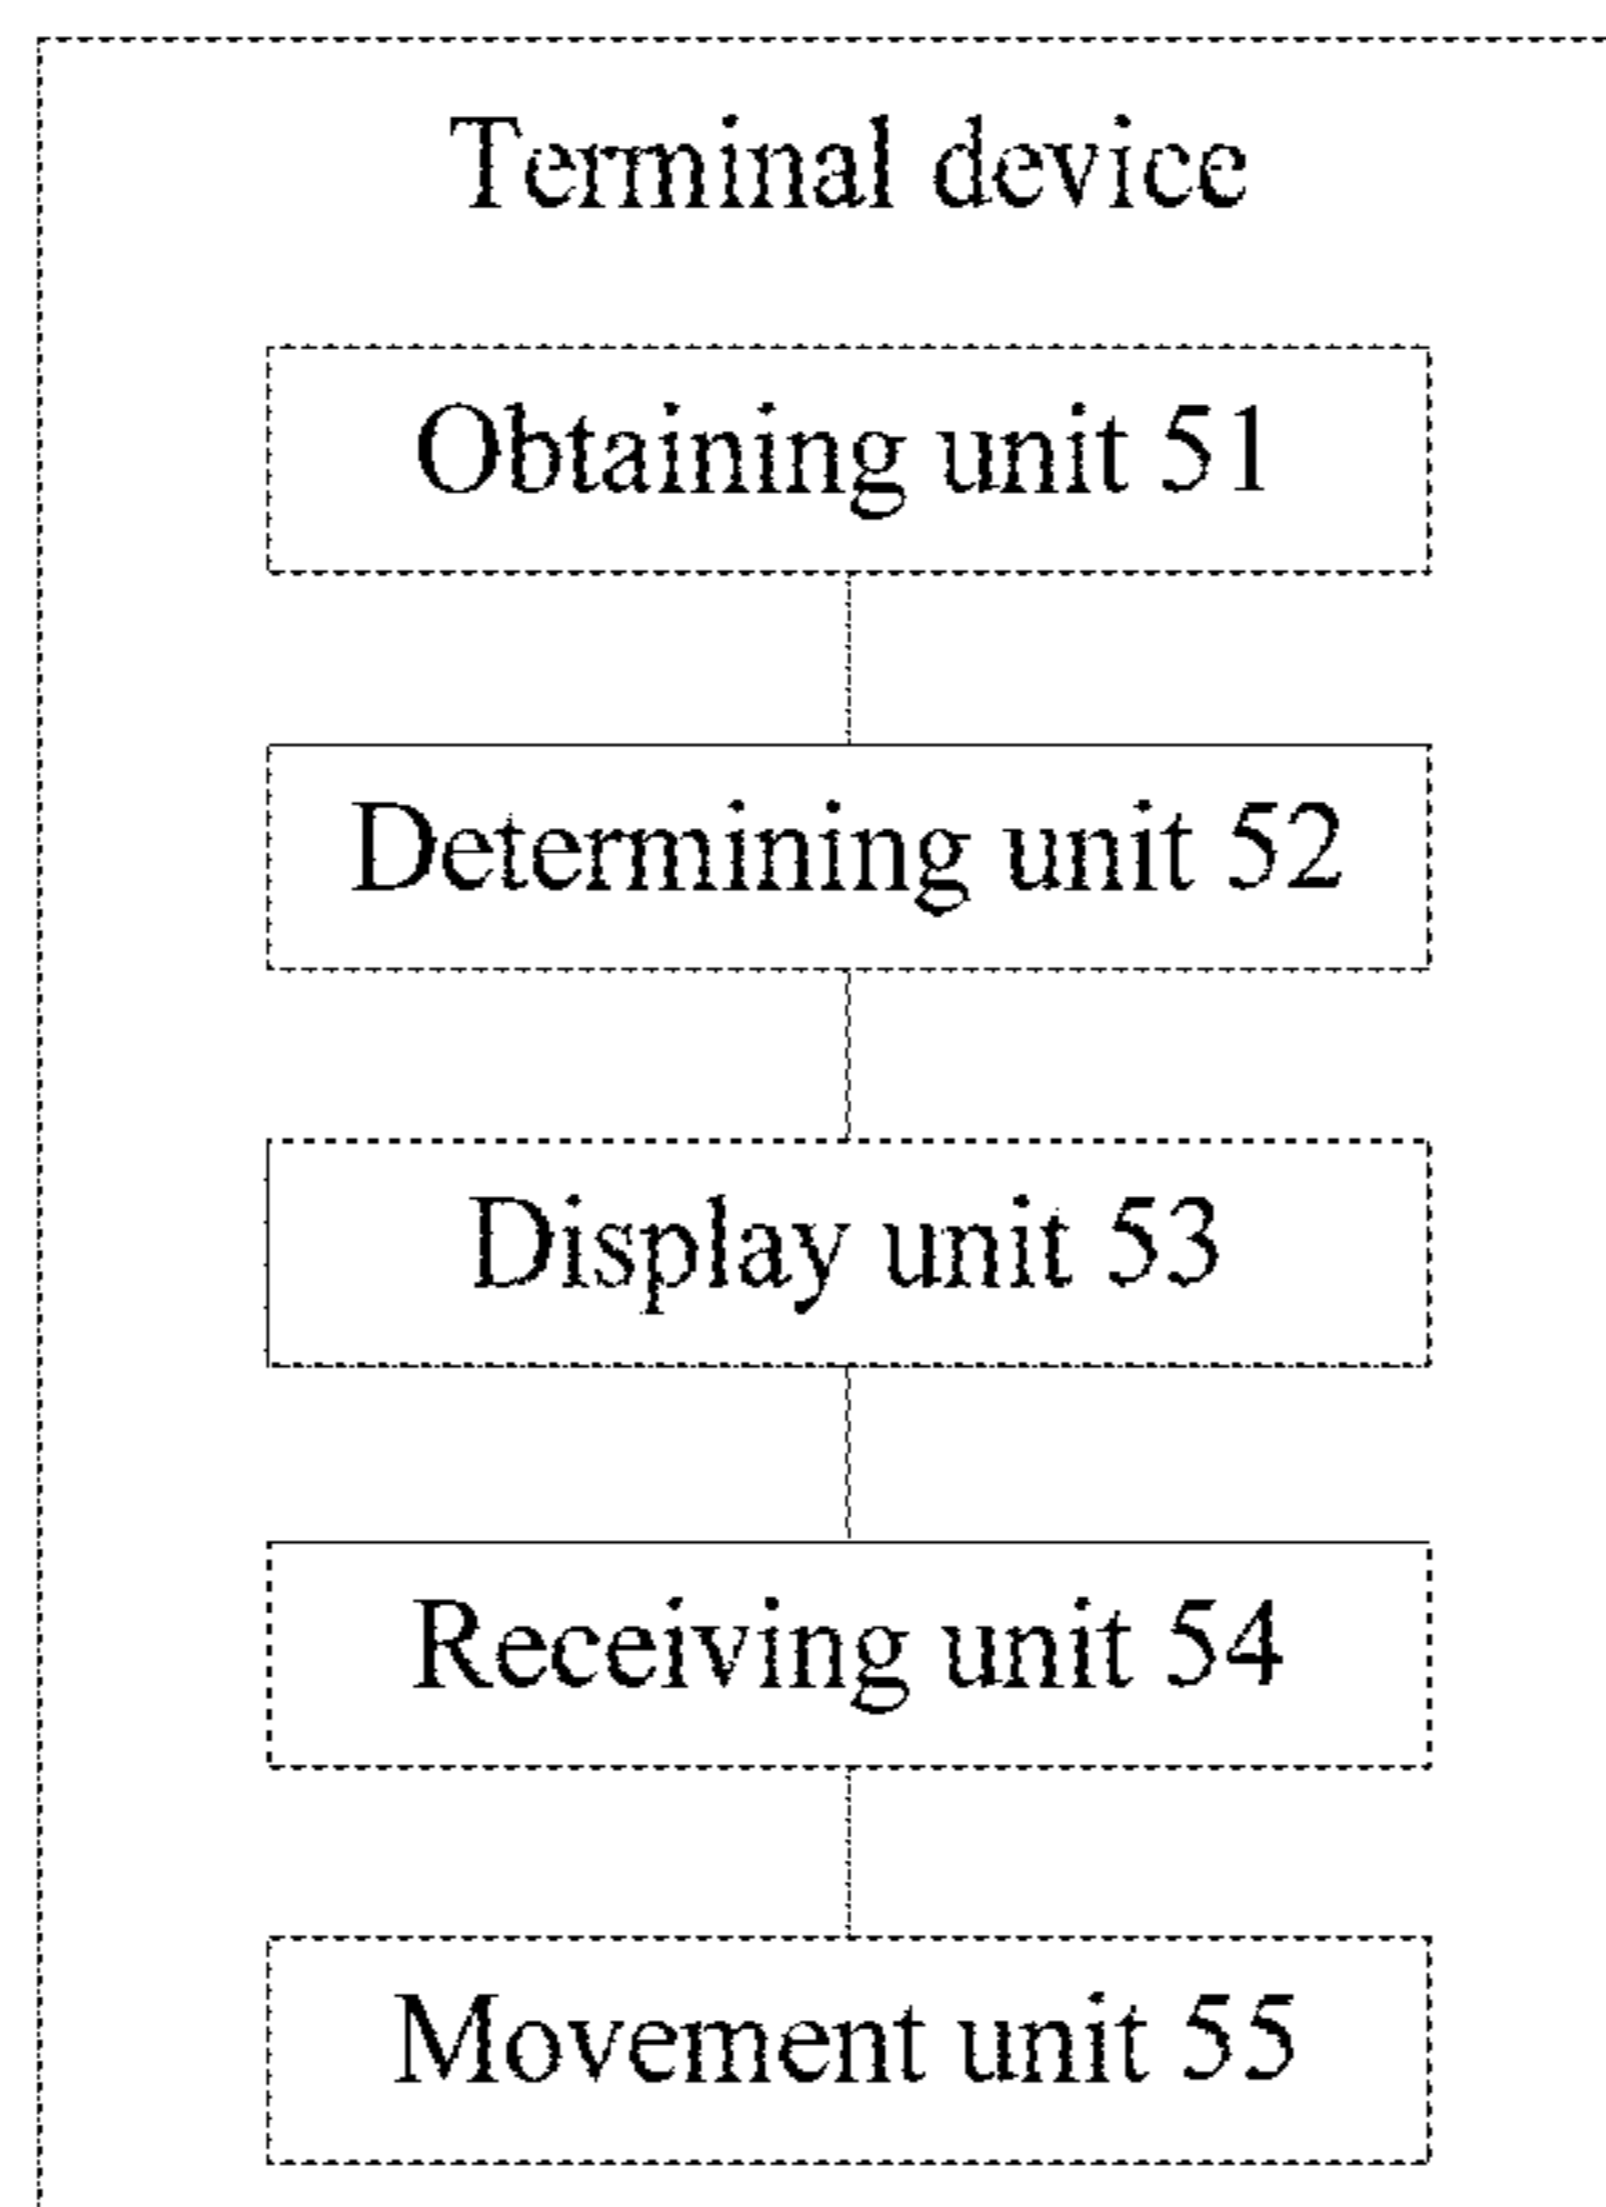 Terminal device
Obtaining unit 51
Determining unit 52
Display unit 53
Receiving unit 54
Movement unit 55